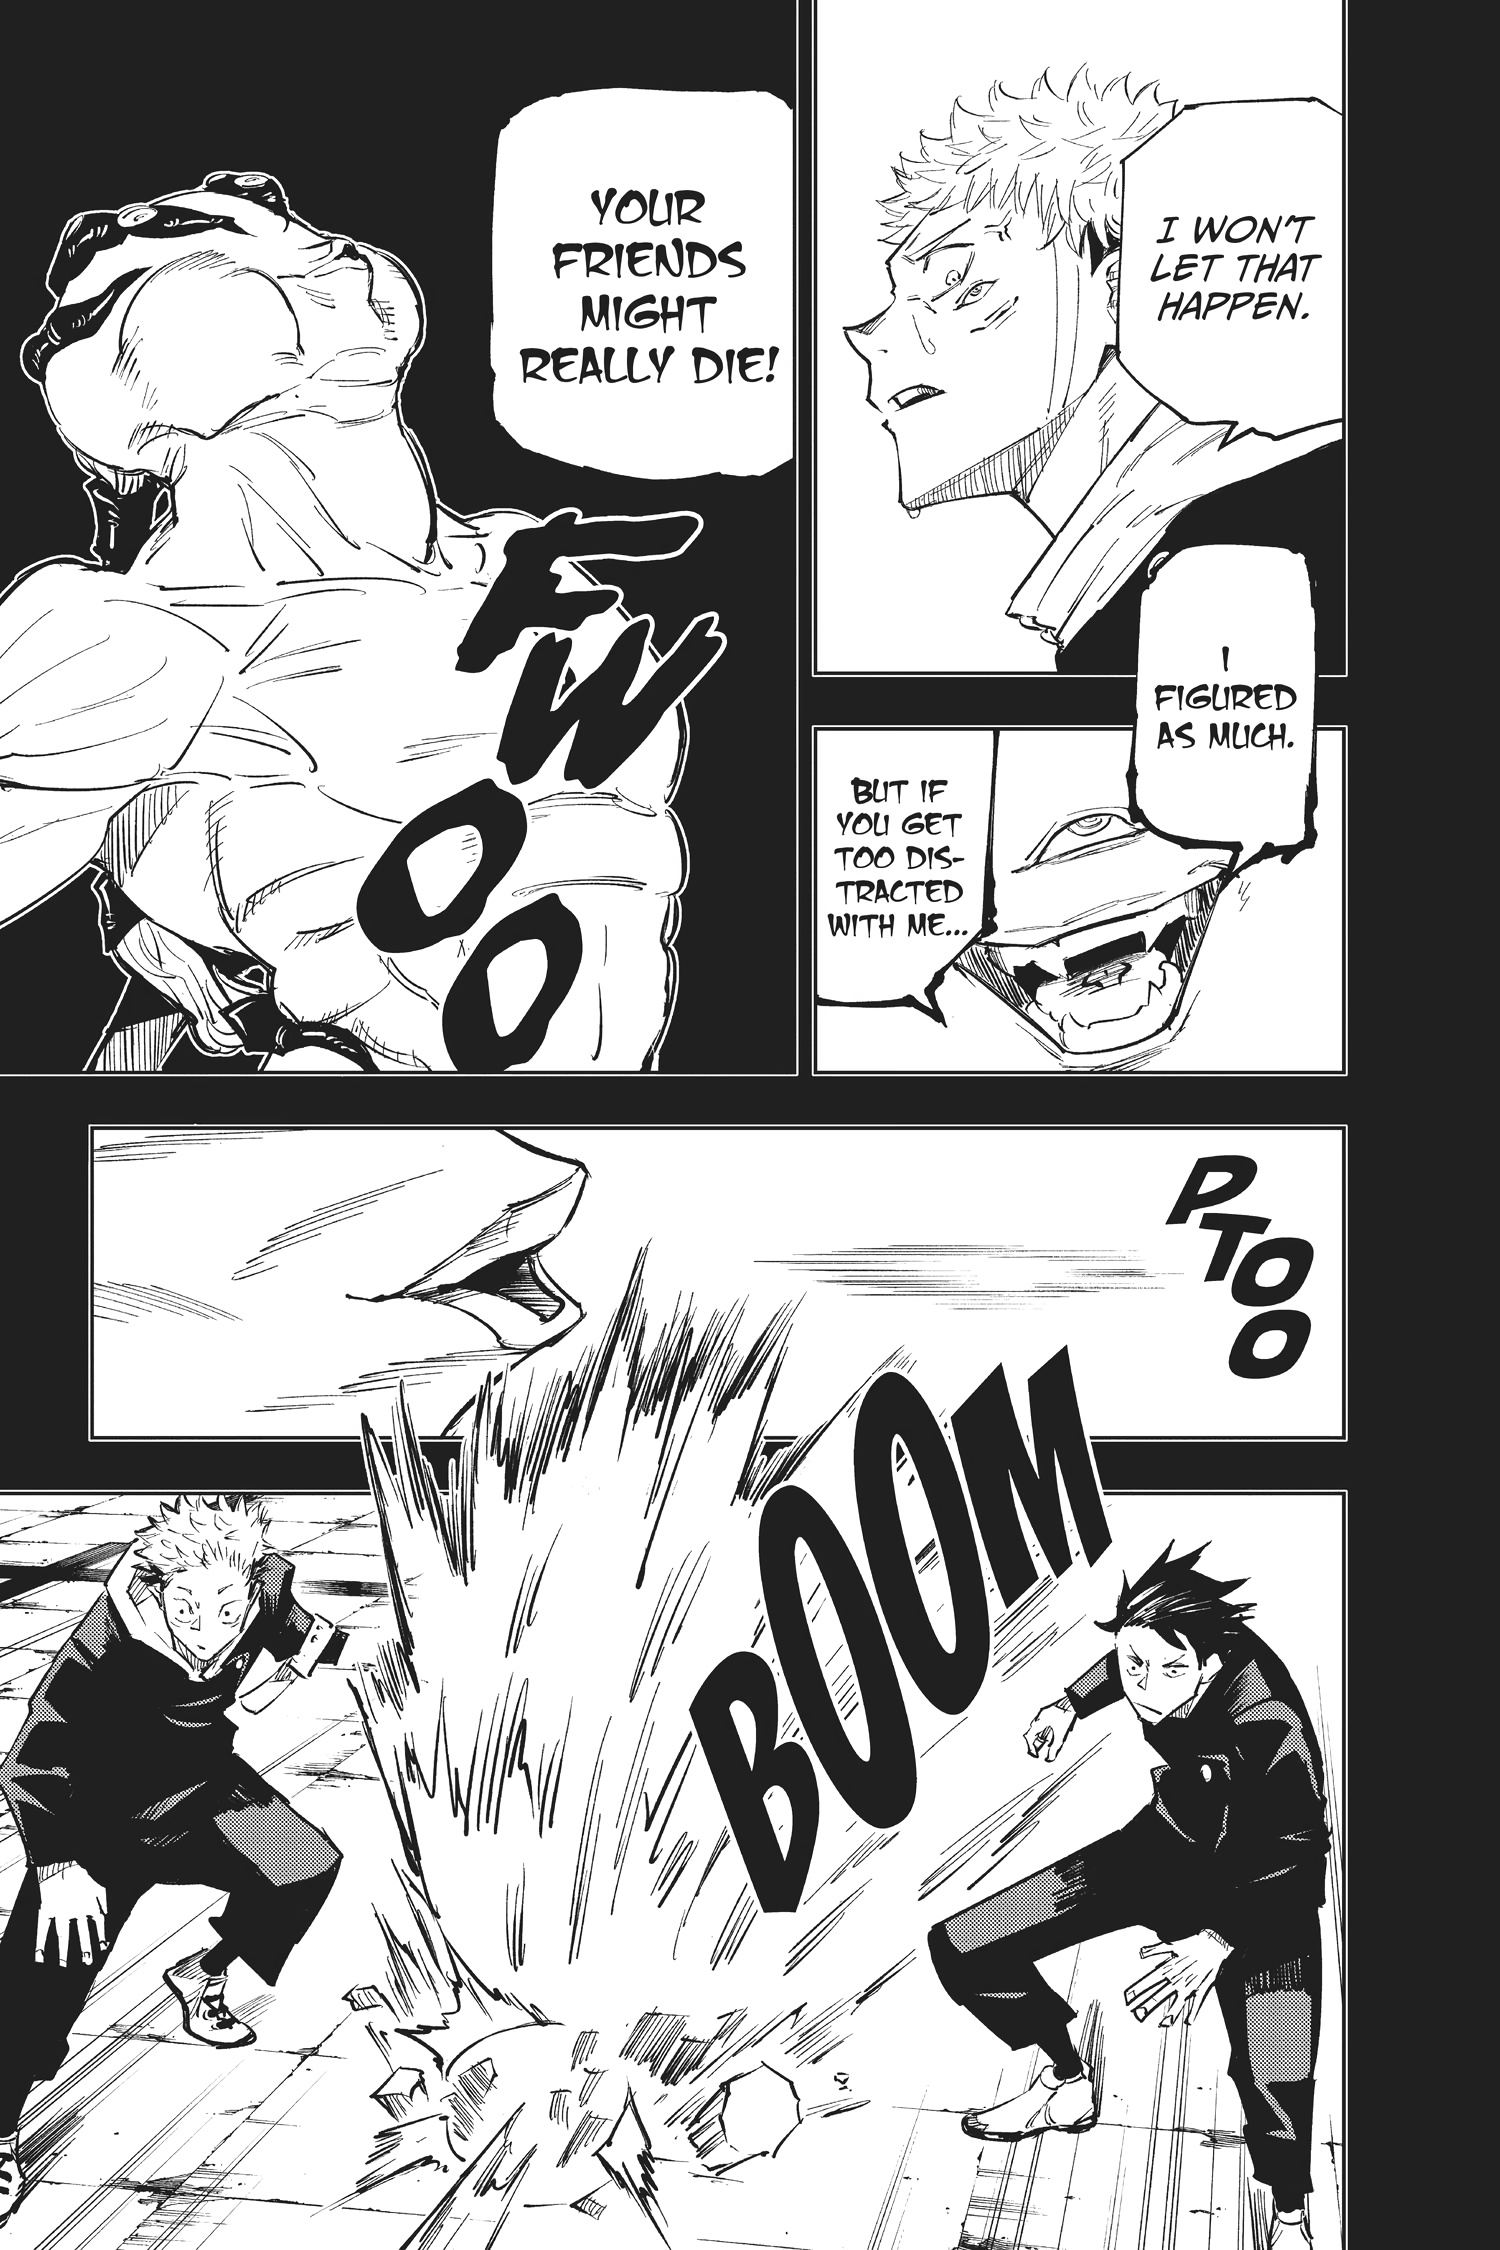 I WON'T
LET THAT
HAPPEN.
I
FIGURED
AS MUCH.
BUT IF
YOU GET
TOO DIS-
TRACTED
WITH ME...
YOUR
FRIENDS
MIGHT
REALLY DIE!
FWOO
PTOO
BOOM